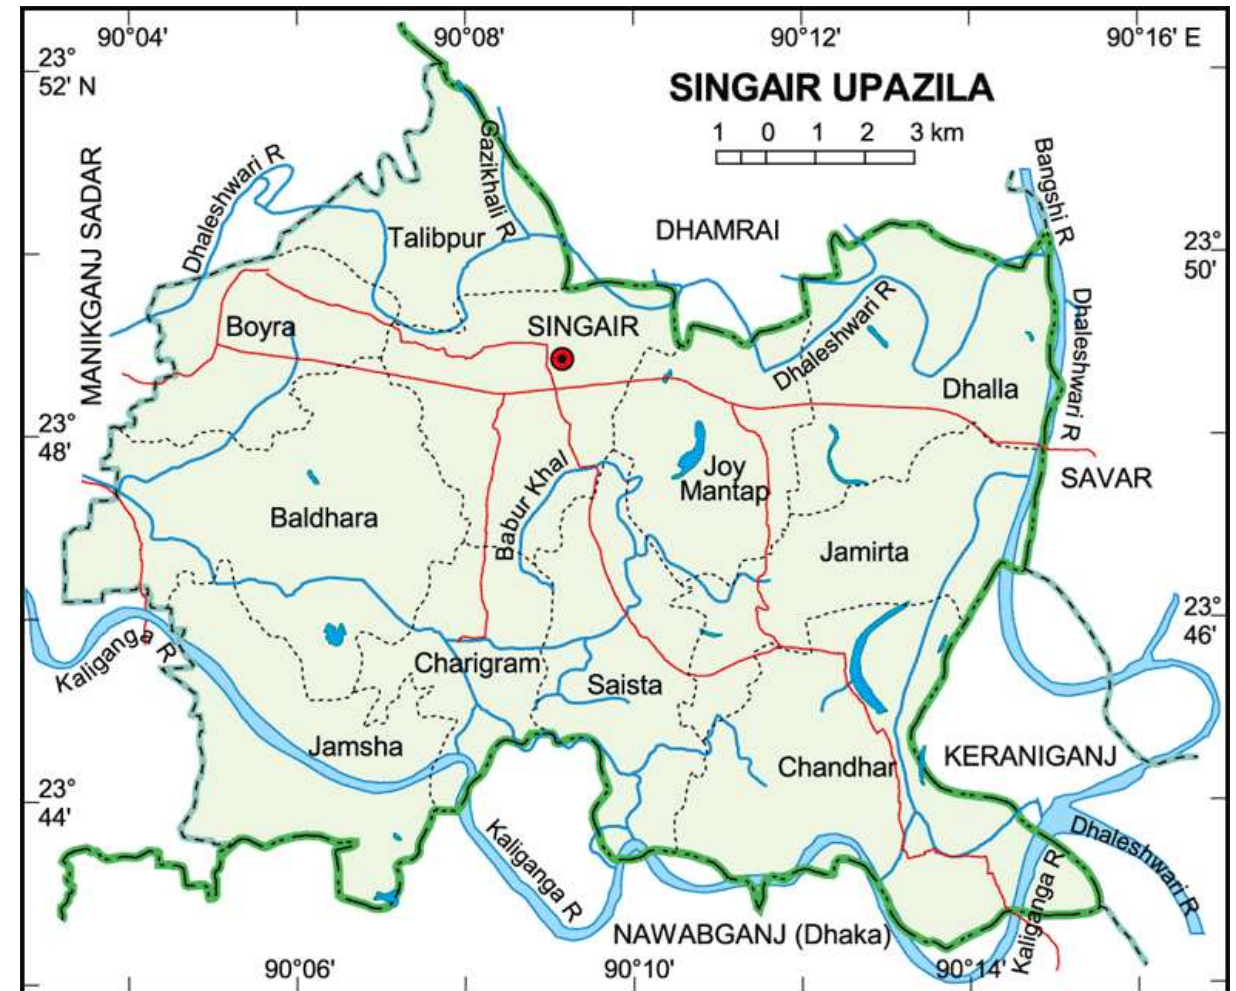 90°04'
90°08'
90°12'
90°16' E
23°
52' N
SINGAIR UPAZILA
1 0 1 2 3 km
Gazikhali R
Bangshi R
Dhaleshwari R
MANIKGANJ SADAR
Talibpur
DHAMRAI
23°
50'
Boyra
SINGAIR
Dhaleshwari R
Dhaleshwari R
Dhalla
23°
48'
Joy
Mantap
SAVAR
Babur Khal
Baldhara
Jamirta
23°
46'
Kaliganga R
Charigram
Saista
Jamsha
Chandhar
KERANIGANJ
23°
44'
Kaliganga R
Dhaleshwari R
Kaliganga R
NAWABGANJ (Dhaka)
90°06'
90°10'
90°14'